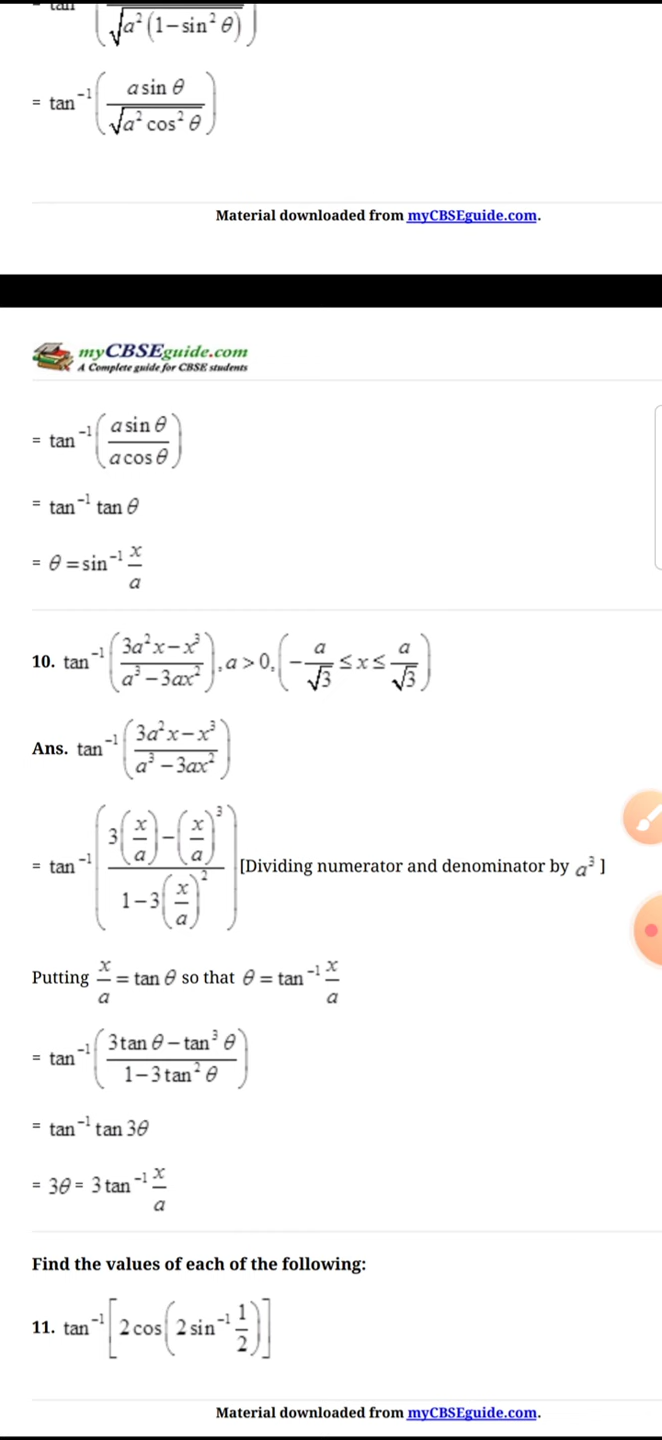 = tan (√a²(1−sin² θ))
= tan⁻¹(a sin θ / √a² cos² θ)
Material downloaded from myCBSEguide.com.
myCBSEguide.com
A Complete guide for CBSE students
= tan⁻¹(a sin θ / a cos θ)
= tan⁻¹ tan θ
= θ = sin⁻¹ x/a
10. tan⁻¹(3a²x−x³ / a³−3ax²), a > 0, (−a/√3 ≤ x ≤ a/√3)
Ans. tan⁻¹(3a²x−x³ / a³−3ax²)
= tan⁻¹(3(x/a)−(x/a)³ / 1−3(x/a)²) [Dividing numerator and denominator by a³ ]
Putting x/a = tan θ so that θ = tan⁻¹ x/a
= tan⁻¹(3 tan θ − tan³ θ / 1−3 tan² θ)
= tan⁻¹ tan 3θ
= 3θ = 3 tan⁻¹ x/a
Find the values of each of the following:
11. tan⁻¹[2 cos(2 sin⁻¹ 1/2)]
Material downloaded from myCBSEguide.com.